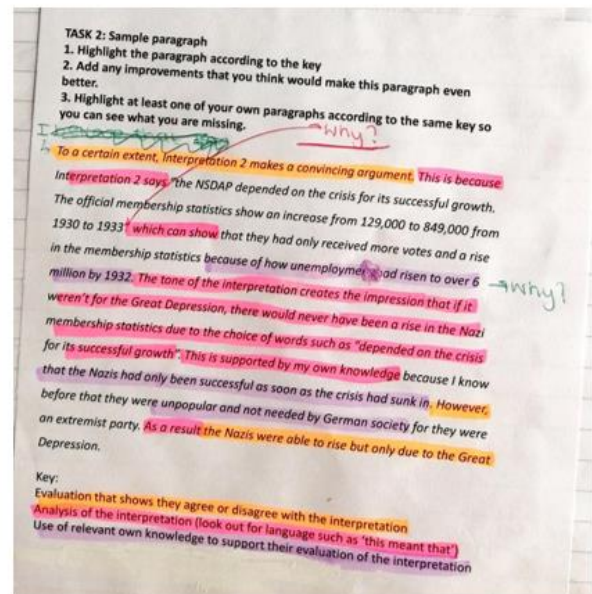 TASK 2: Sample paragraph
1. Highlight the paragraph according to the key
2. Add any improvements that you think would make this paragraph even
better.
3. Highlight at least one of your own paragraphs according to the same key so
you can see what you are missing.
why?
To a certain extent, Interpretation 2 makes a convincing argument. This is because
Interpretation 2 says "the NSDAP depended on the crisis for its successful growth.
The official membership statistics show an increase from 129,000 to 849,000 from
1930 to 1933" which can show that they had only received more votes and a rise
in the membership statistics because of how unemployment had risen to over 6
why?
million by 1932. The tone of the interpretation creates the impression that if it
weren't for the Great Depression, there would never have been a rise in the Nazi
membership statistics due to the choice of words such as "depended on the crisis
for its successful growth". This is supported by my own knowledge because I know
that the Nazis had only been successful as soon as the crisis had sunk in. However,
before that they were unpopular and not needed by German society for they were
an extremist party. As a result the Nazis were able to rise but only due to the Great
Depression.
Key:
Evaluation that shows they agree or disagree with the interpretation
Analysis of the interpretation (look out for language such as 'this meant that')
Use of relevant own knowledge to support their evaluation of the interpretation